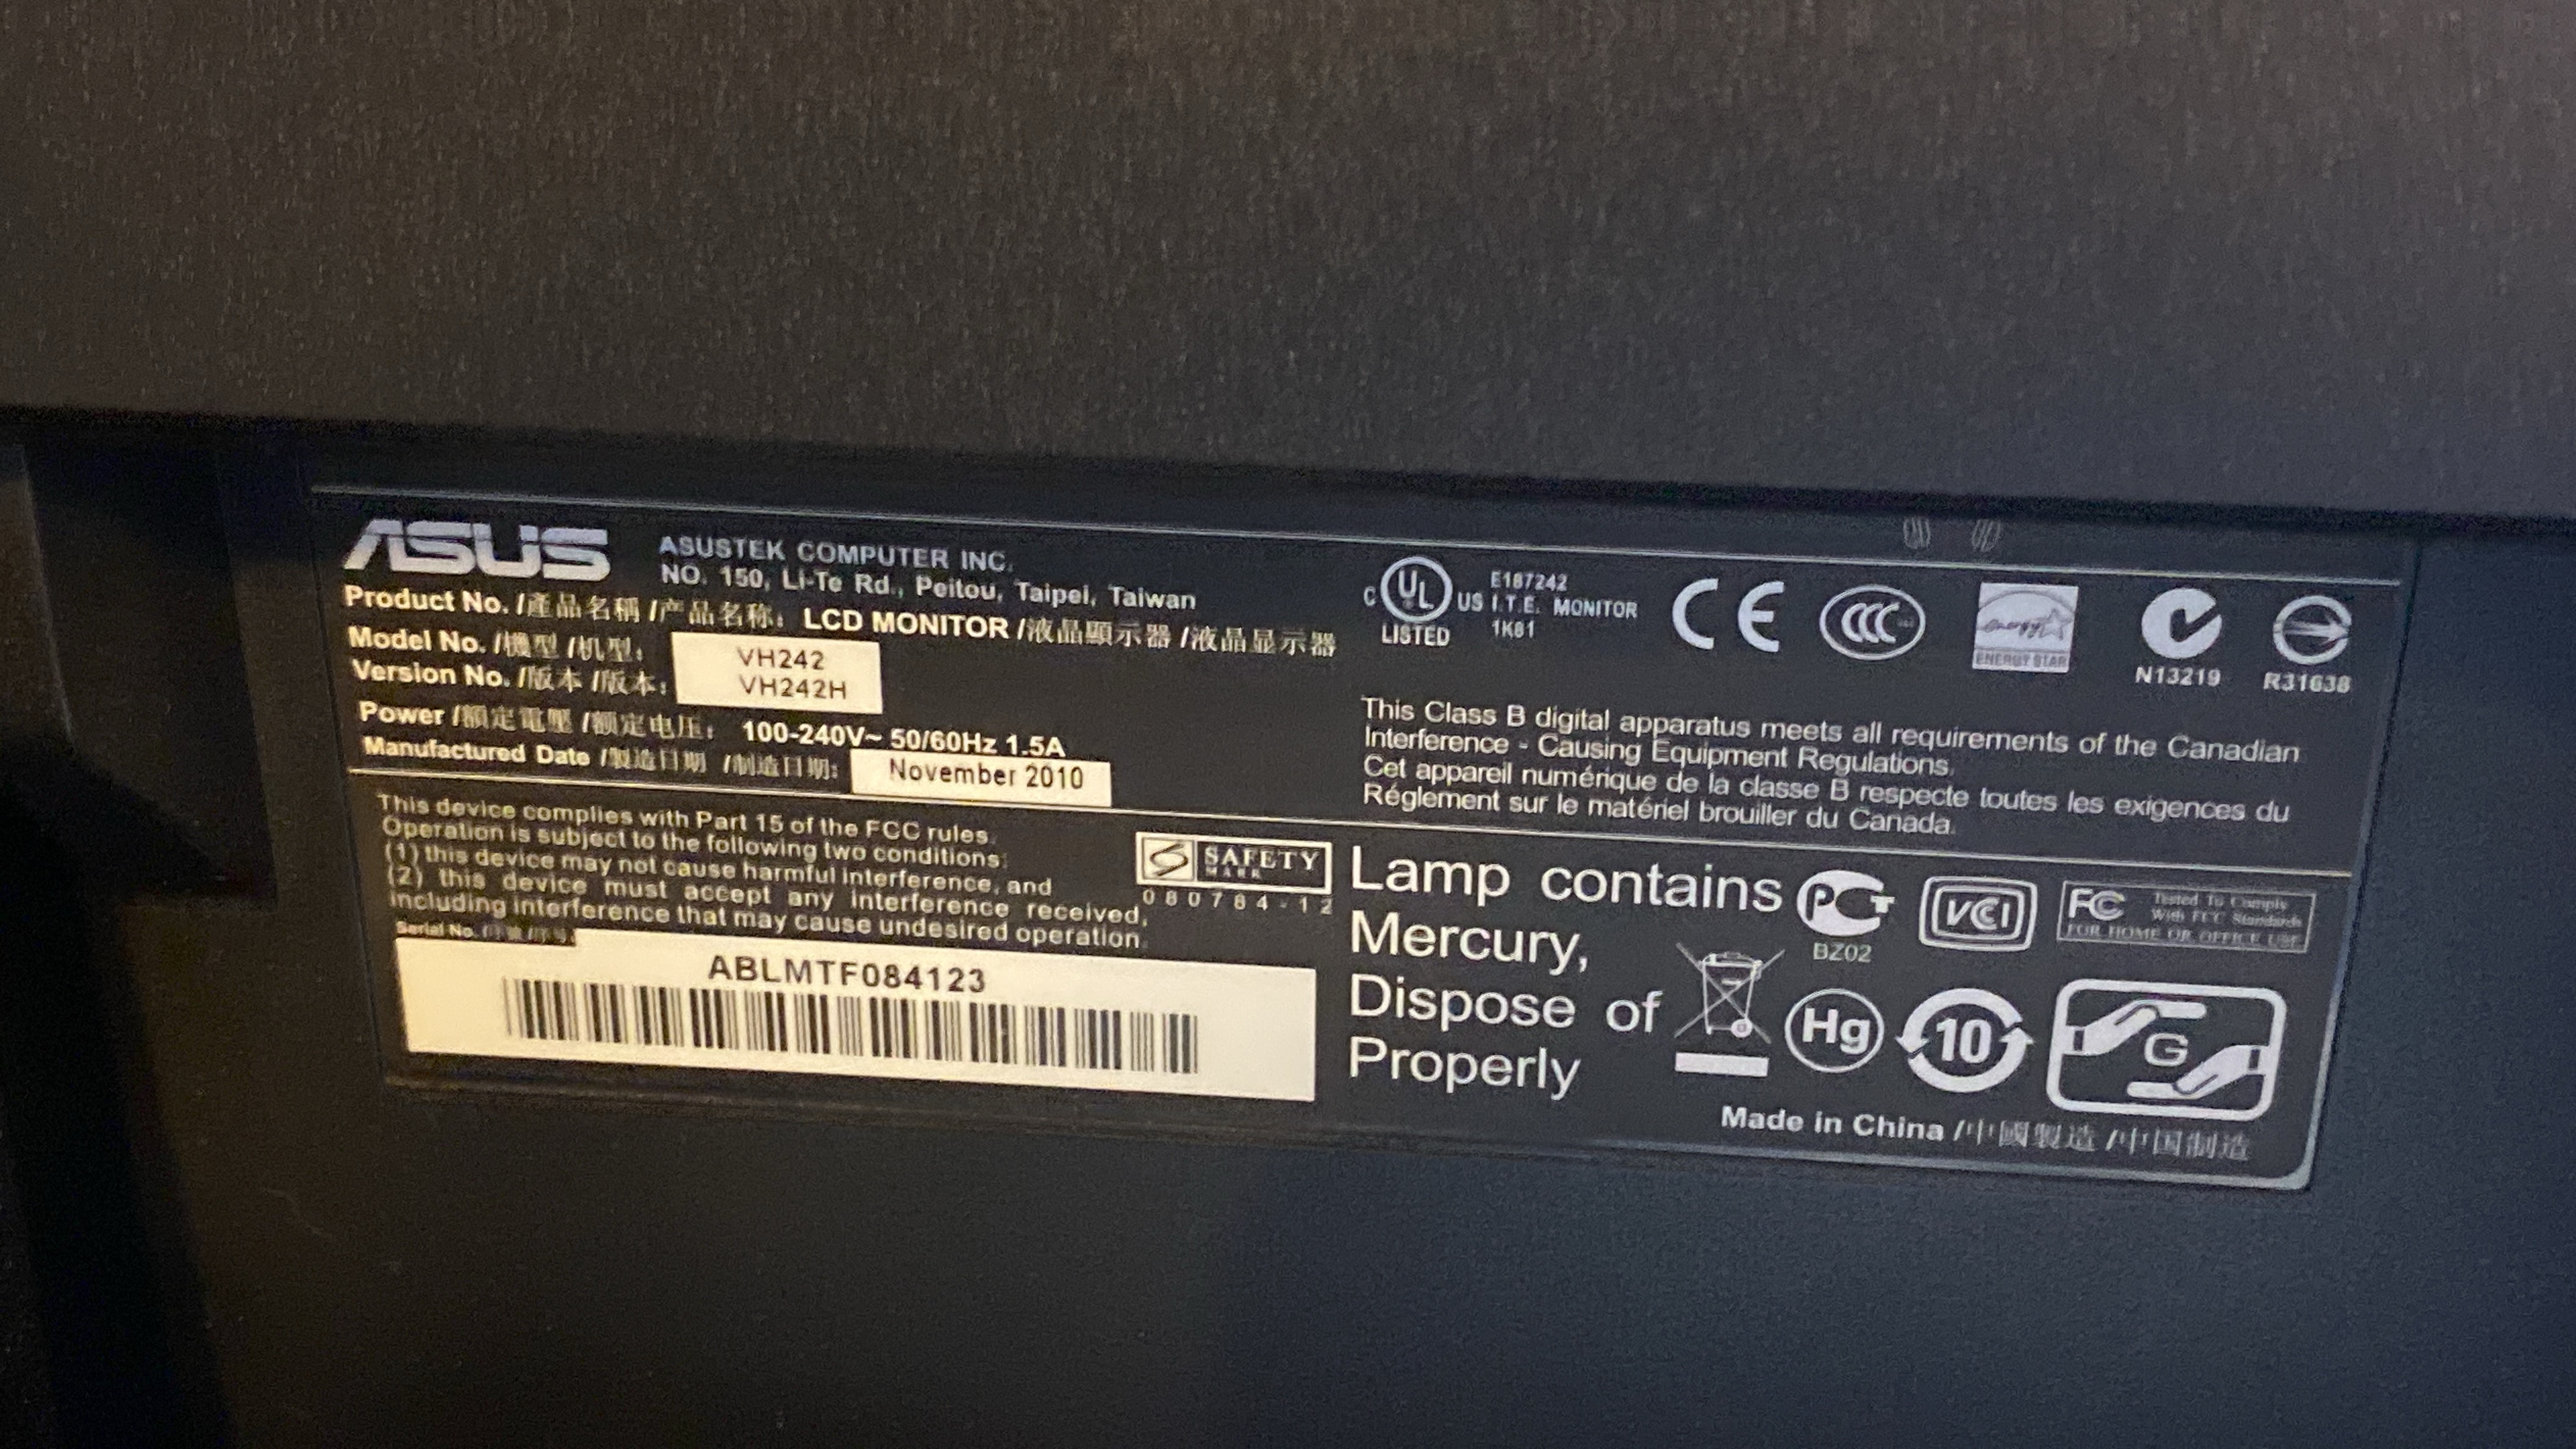 ASUS
ASUSTEK COMPUTER INC.
NO. 150, Li-Te Rd., Peitou, Taipei, Taiwan
Product No. /產品名稱 /产品名称: LCD MONITOR /液晶顯示器 /液晶显示器
Model No. /機型 /机型: VH242
Version No. /版本 /版本: VH242H
Power /額定電壓 /额定电压: 100-240V~ 50/60Hz 1.5A
Manufactured Date /製造日期 /制造日期: November 2010
C UL US
LISTED
E187242
I.T.E. MONITOR
1K81
CE
CCC
energy
ENERGY STAR
N13219
R31638
This Class B digital apparatus meets all requirements of the Canadian
Interference - Causing Equipment Regulations.
Cet appareil numérique de la classe B respecte toutes les exigences du
Réglement sur le matériel brouiller du Canada.
This device complies with Part 15 of the FCC rules.
Operation is subject to the following two conditions:
(1) this device may not cause harmful interference, and
(2) this device must accept any interference received,
including interference that may cause undesired operation.
SAFETY
MARK
080784-12
Serial No.
ABLMTF084123
Lamp contains
Mercury,
Dispose of
Properly
PCT
BZ02
VCCI
FC Tested To Comply
With FCC Standards
FOR HOME OR OFFICE USE
Hg
10
G
Made in China /中國製造 /中国制造